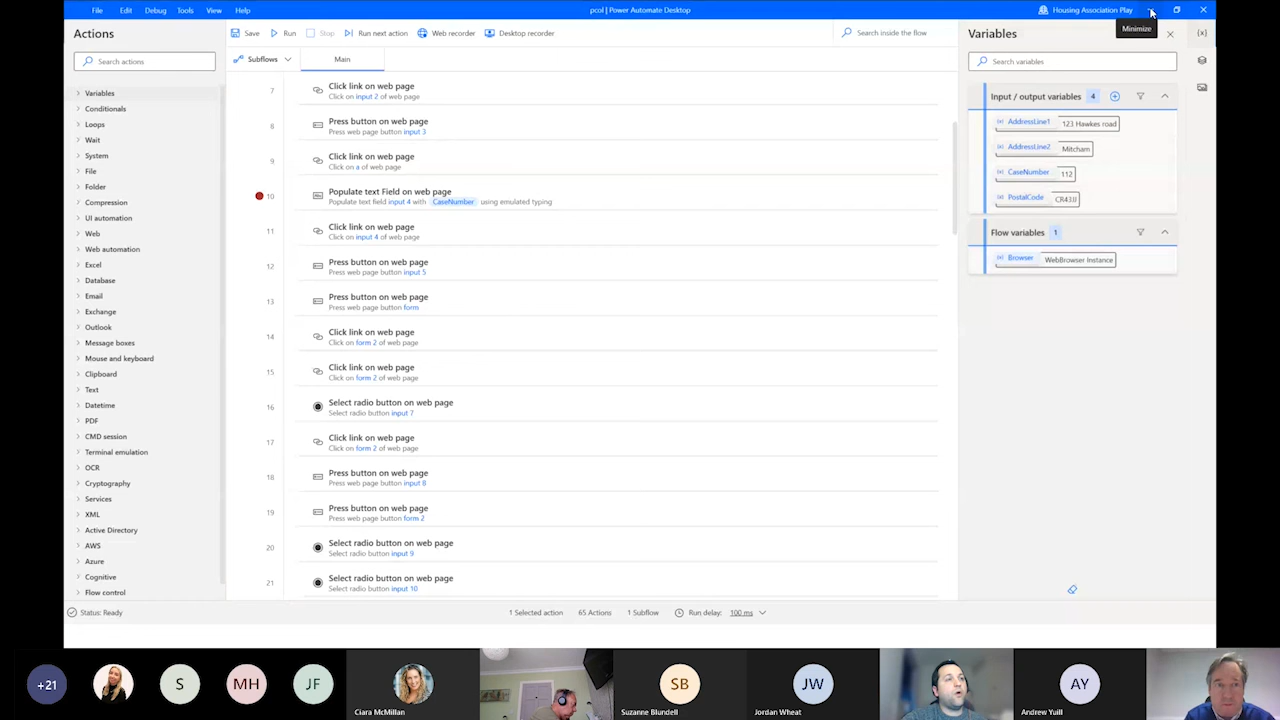 File Edit Debug Tools View Help
pcol | Power Automate Desktop
Housing Association Play
Minimize
Actions
Search actions
Variables
Conditionals
Loops
Wait
System
File
Folder
Compression
UI automation
Web
Web automation
Excel
Database
Email
Exchange
Outlook
Message boxes
Mouse and keyboard
Clipboard
Text
Datetime
PDF
CMD session
Terminal emulation
OCR
Cryptography
Services
XML
Active Directory
AWS
Azure
Cognitive
Flow control
Save Run Stop Run next action Web recorder Desktop recorder
Search inside the flow
Subflows Main
7 Click link on web page
Click on input 2 of web page
8 Press button on web page
Press web page button input 3
9 Click link on web page
Click on a of web page
10 Populate text Field on web page
Populate text field input 4 with CaseNumber using emulated typing
11 Click link on web page
Click on input 4 of web page
12 Press button on web page
Press web page button input 5
13 Press button on web page
Press web page button form
14 Click link on web page
Click on form 2 of web page
15 Click link on web page
Click on form 2 of web page
16 Select radio button on web page
Select radio button input 7
17 Click link on web page
Click on form 2 of web page
18 Press button on web page
Press web page button input 8
19 Press button on web page
Press web page button form 2
20 Select radio button on web page
Select radio button input 9
21 Select radio button on web page
Select radio button input 10
Variables
{x}
Search variables
Input / output variables 4
AddressLine1 123 Hawkes road
AddressLine2 Mitcham
CaseNumber 112
PostalCode CR43JJ
Flow variables 1
Browser WebBrowser Instance
Status: Ready
1 Selected action 65 Actions 1 Subflow Run delay: 100 ms
+21 S MH JF
Ciara McMillan
SB
Suzanne Blundell
JW
Jordan Wheat
AY
Andrew Yuill